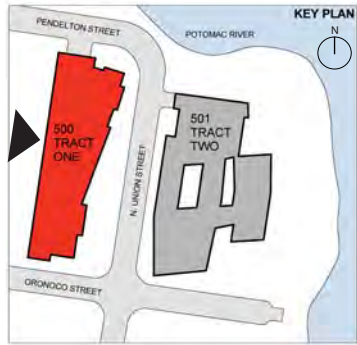 KEY PLAN
PENDELTON STREET
POTOMAC RIVER
N
500
TRACT
ONE
501
TRACT
TWO
N. UNION STREET
ORONOCO STREET